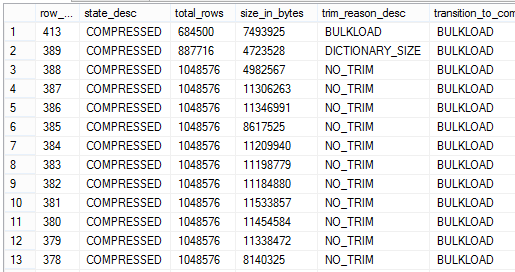 row_... state_desc total_rows size_in_bytes trim_reason_desc transition_to_com
1 413 COMPRESSED 684500 7493925 BULKLOAD BULKLOAD
2 389 COMPRESSED 887716 4723528 DICTIONARY_SIZE BULKLOAD
3 388 COMPRESSED 1048576 4982567 NO_TRIM BULKLOAD
4 387 COMPRESSED 1048576 11306263 NO_TRIM BULKLOAD
5 386 COMPRESSED 1048576 11346991 NO_TRIM BULKLOAD
6 385 COMPRESSED 1048576 8617525 NO_TRIM BULKLOAD
7 384 COMPRESSED 1048576 11209940 NO_TRIM BULKLOAD
8 383 COMPRESSED 1048576 11198779 NO_TRIM BULKLOAD
9 382 COMPRESSED 1048576 11184880 NO_TRIM BULKLOAD
10 381 COMPRESSED 1048576 11533857 NO_TRIM BULKLOAD
11 380 COMPRESSED 1048576 11454584 NO_TRIM BULKLOAD
12 379 COMPRESSED 1048576 11338472 NO_TRIM BULKLOAD
13 378 COMPRESSED 1048576 8140325 NO_TRIM BULKLOAD